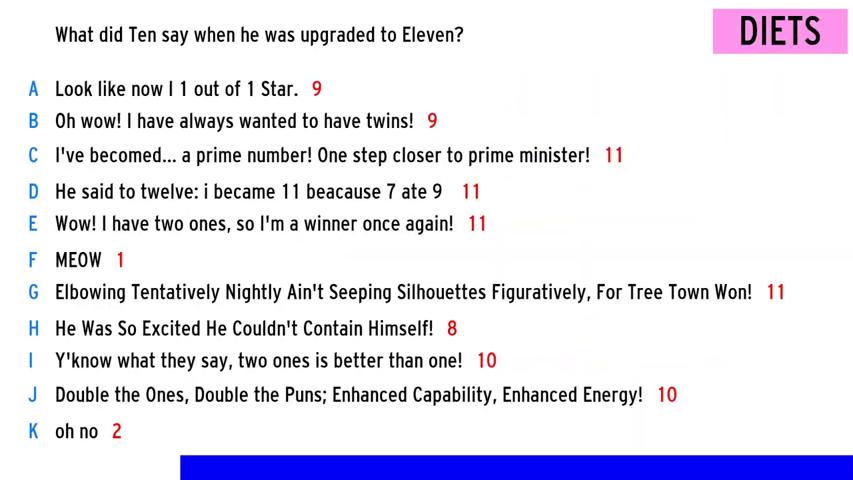 What did Ten say when he was upgraded to Eleven?
DIETS
A Look like now I 1 out of 1 Star. 9
B Oh wow! I have always wanted to have twins! 9
C I've becomed... a prime number! One step closer to prime minister! 11
D He said to twelve: i became 11 beacause 7 ate 9 11
E Wow! I have two ones, so I'm a winner once again! 11
F MEOW 1
G Elbowing Tentatively Nightly Ain't Seeping Silhouettes Figuratively, For Tree Town Won! 11
H He Was So Excited He Couldn't Contain Himself! 8
I Y'know what they say, two ones is better than one! 10
J Double the Ones, Double the Puns; Enhanced Capability, Enhanced Energy! 10
K oh no 2